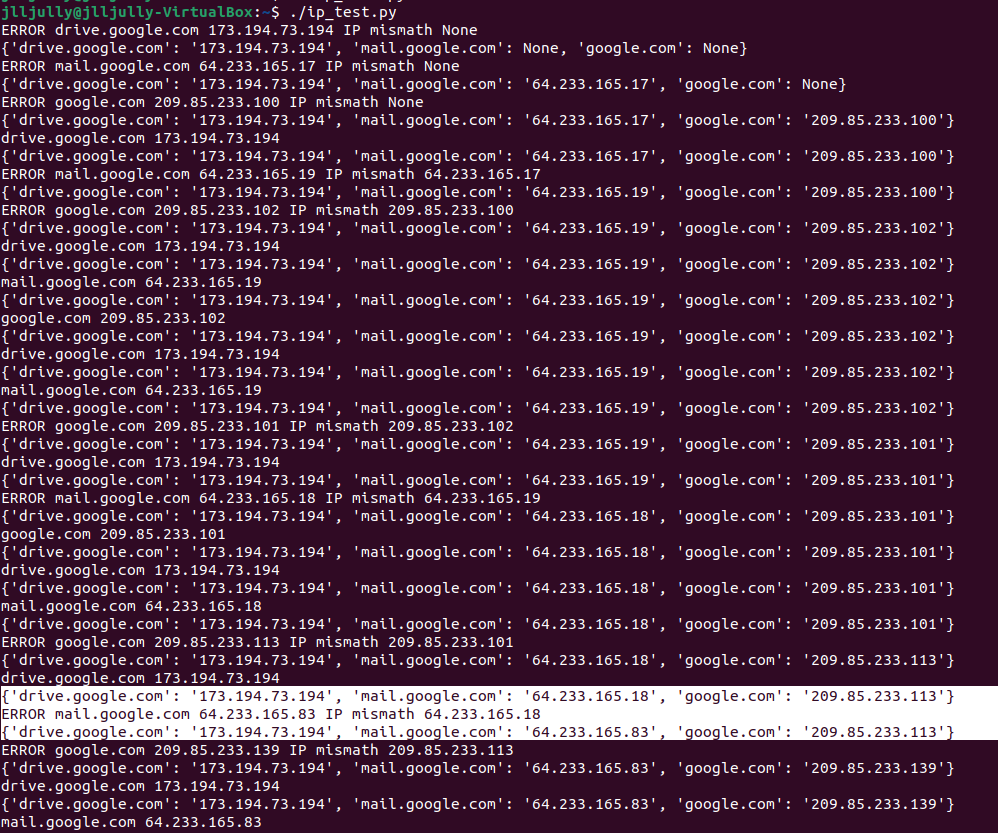 jlljully@jlljully-VirtualBox:~$ ./ip_test.py
ERROR drive.google.com 173.194.73.194 IP mismath None
{'drive.google.com': '173.194.73.194', 'mail.google.com': None, 'google.com': None}
ERROR mail.google.com 64.233.165.17 IP mismath None
{'drive.google.com': '173.194.73.194', 'mail.google.com': '64.233.165.17', 'google.com': None}
ERROR google.com 209.85.233.100 IP mismath None
{'drive.google.com': '173.194.73.194', 'mail.google.com': '64.233.165.17', 'google.com': '209.85.233.100'}
drive.google.com 173.194.73.194
{'drive.google.com': '173.194.73.194', 'mail.google.com': '64.233.165.17', 'google.com': '209.85.233.100'}
ERROR mail.google.com 64.233.165.19 IP mismath 64.233.165.17
{'drive.google.com': '173.194.73.194', 'mail.google.com': '64.233.165.19', 'google.com': '209.85.233.100'}
ERROR google.com 209.85.233.102 IP mismath 209.85.233.100
{'drive.google.com': '173.194.73.194', 'mail.google.com': '64.233.165.19', 'google.com': '209.85.233.102'}
drive.google.com 173.194.73.194
{'drive.google.com': '173.194.73.194', 'mail.google.com': '64.233.165.19', 'google.com': '209.85.233.102'}
mail.google.com 64.233.165.19
{'drive.google.com': '173.194.73.194', 'mail.google.com': '64.233.165.19', 'google.com': '209.85.233.102'}
google.com 209.85.233.102
{'drive.google.com': '173.194.73.194', 'mail.google.com': '64.233.165.19', 'google.com': '209.85.233.102'}
drive.google.com 173.194.73.194
{'drive.google.com': '173.194.73.194', 'mail.google.com': '64.233.165.19', 'google.com': '209.85.233.102'}
mail.google.com 64.233.165.19
{'drive.google.com': '173.194.73.194', 'mail.google.com': '64.233.165.19', 'google.com': '209.85.233.102'}
ERROR google.com 209.85.233.101 IP mismath 209.85.233.102
{'drive.google.com': '173.194.73.194', 'mail.google.com': '64.233.165.19', 'google.com': '209.85.233.101'}
drive.google.com 173.194.73.194
{'drive.google.com': '173.194.73.194', 'mail.google.com': '64.233.165.19', 'google.com': '209.85.233.101'}
ERROR mail.google.com 64.233.165.18 IP mismath 64.233.165.19
{'drive.google.com': '173.194.73.194', 'mail.google.com': '64.233.165.18', 'google.com': '209.85.233.101'}
google.com 209.85.233.101
{'drive.google.com': '173.194.73.194', 'mail.google.com': '64.233.165.18', 'google.com': '209.85.233.101'}
drive.google.com 173.194.73.194
{'drive.google.com': '173.194.73.194', 'mail.google.com': '64.233.165.18', 'google.com': '209.85.233.101'}
mail.google.com 64.233.165.18
{'drive.google.com': '173.194.73.194', 'mail.google.com': '64.233.165.18', 'google.com': '209.85.233.101'}
ERROR google.com 209.85.233.113 IP mismath 209.85.233.101
{'drive.google.com': '173.194.73.194', 'mail.google.com': '64.233.165.18', 'google.com': '209.85.233.113'}
drive.google.com 173.194.73.194
{'drive.google.com': '173.194.73.194', 'mail.google.com': '64.233.165.18', 'google.com': '209.85.233.113'}
ERROR mail.google.com 64.233.165.83 IP mismath 64.233.165.18
{'drive.google.com': '173.194.73.194', 'mail.google.com': '64.233.165.83', 'google.com': '209.85.233.113'}
ERROR google.com 209.85.233.139 IP mismath 209.85.233.113
{'drive.google.com': '173.194.73.194', 'mail.google.com': '64.233.165.83', 'google.com': '209.85.233.139'}
drive.google.com 173.194.73.194
{'drive.google.com': '173.194.73.194', 'mail.google.com': '64.233.165.83', 'google.com': '209.85.233.139'}
mail.google.com 64.233.165.83